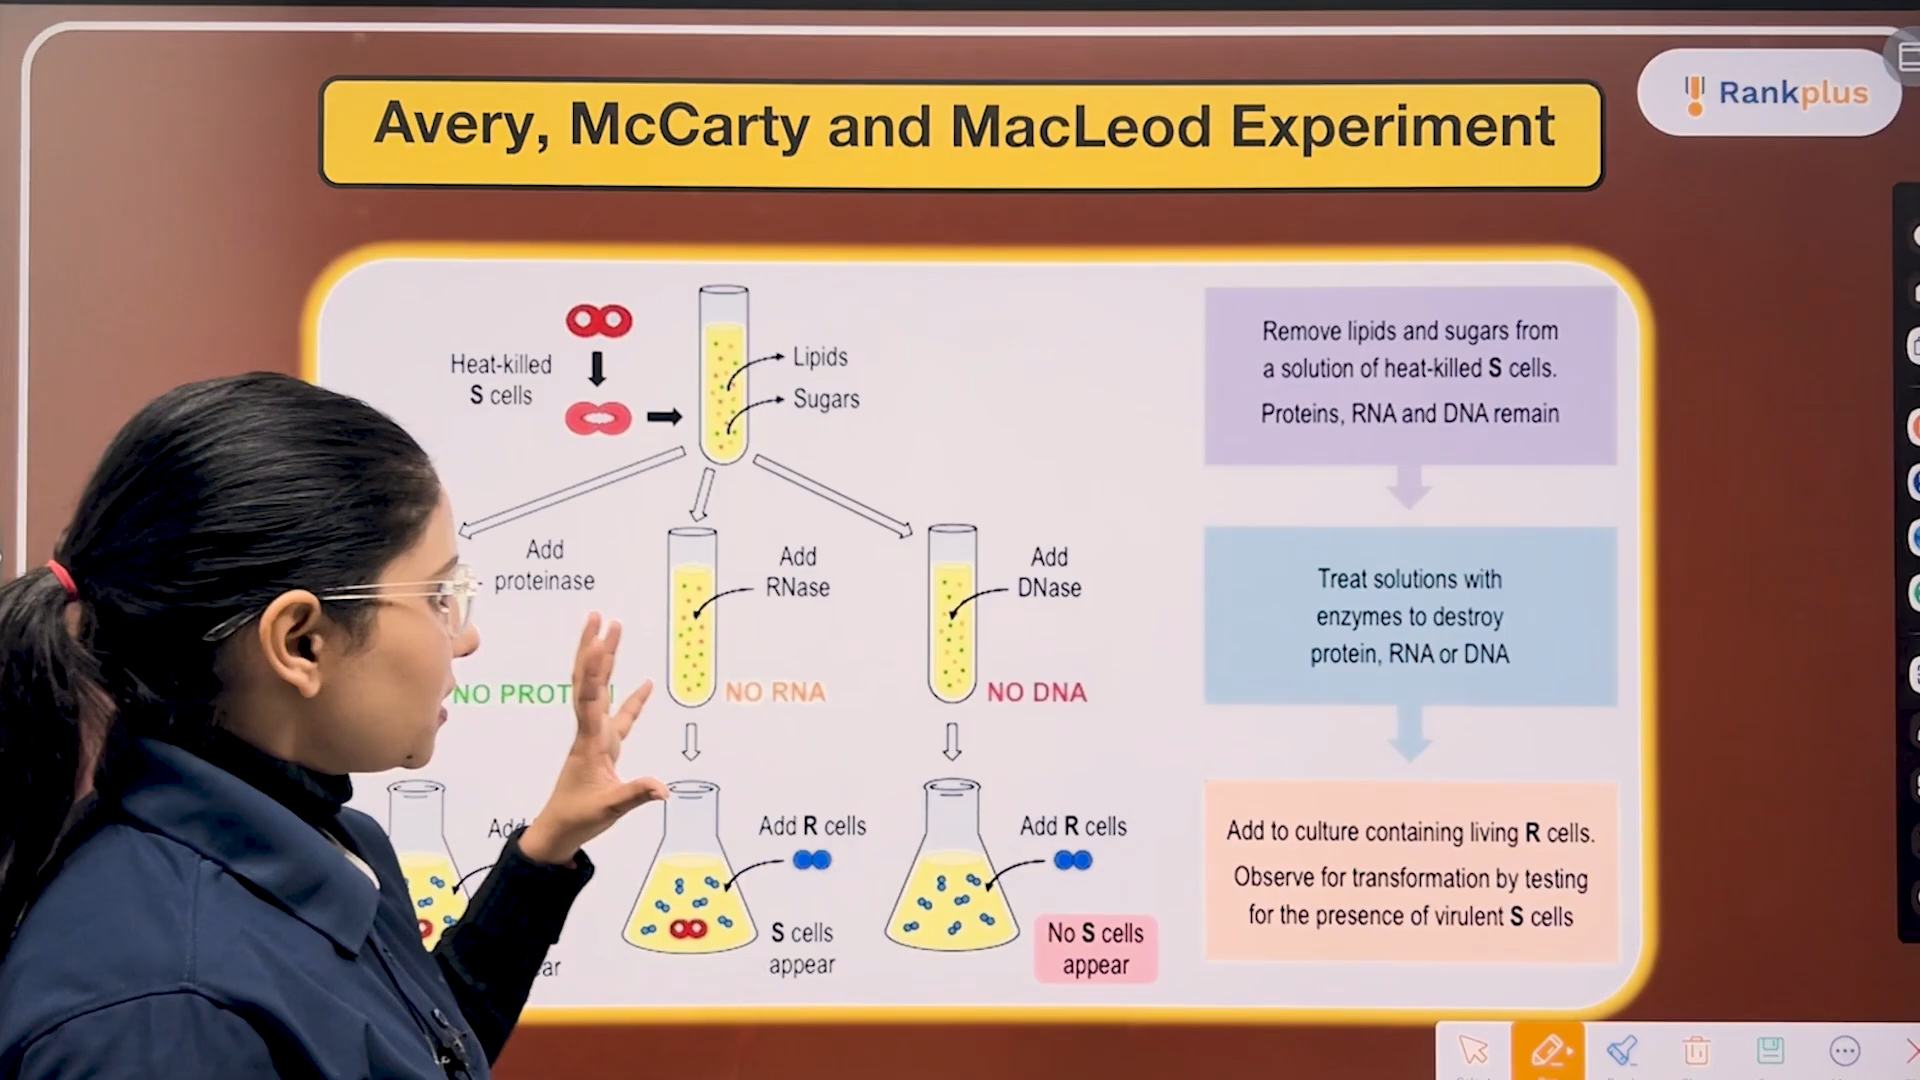 Avery, McCarty and MacLeod Experiment
Rankplus
Heat-killed
S cells
Lipids
Sugars
Remove lipids and sugars from
a solution of heat-killed S cells.
Proteins, RNA and DNA remain
Add
proteinase
Add
RNase
Add
DNase
Treat solutions with
enzymes to destroy
protein, RNA or DNA
NO PROT
NO RNA
NO DNA
Add
Add R cells
Add R cells
S cells
appear
No S cells
appear
Add to culture containing living R cells.
Observe for transformation by testing
for the presence of virulent S cells